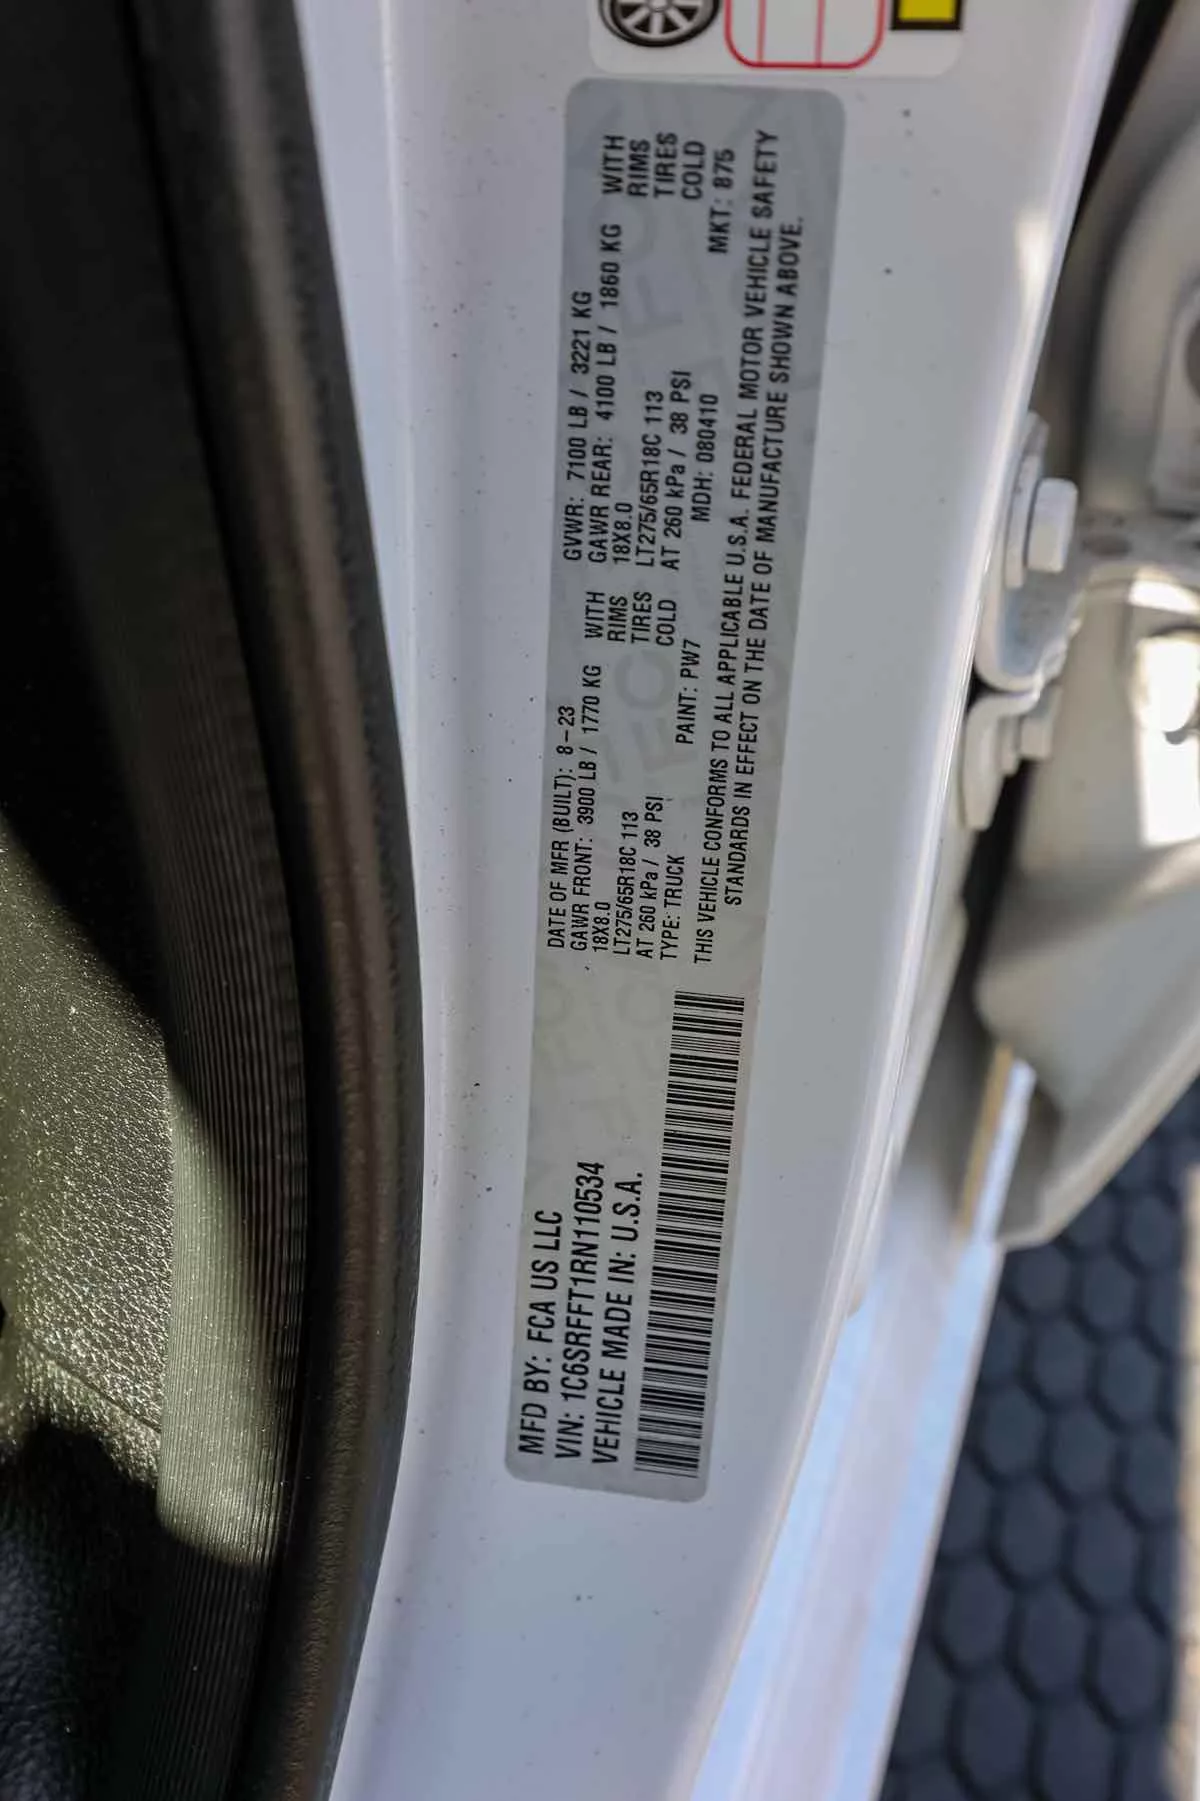 DATE OF MFR (BUILT): 8-23 GVWR: 7100 LB / 3221 KG
GAWR FRONT: 3900 LB / 1770 KG WITH GAWR REAR: 4100 LB / 1860 KG WITH
18X8.0 RIMS 18X8.0 RIMS
LT275/65R18C 113 TIRES LT275/65R18C 113 TIRES
AT 260 kPa / 38 PSI COLD AT 260 kPa / 38 PSI COLD
TYPE: TRUCK PAINT: PW7 MDH: 080410 MKT: 875
THIS VEHICLE CONFORMS TO ALL APPLICABLE U.S.A. FEDERAL MOTOR VEHICLE SAFETY
STANDARDS IN EFFECT ON THE DATE OF MANUFACTURE SHOWN ABOVE.
MFD BY: FCA US LLC
VIN: 1C6SRFFT1RN110534
VEHICLE MADE IN: U.S.A.